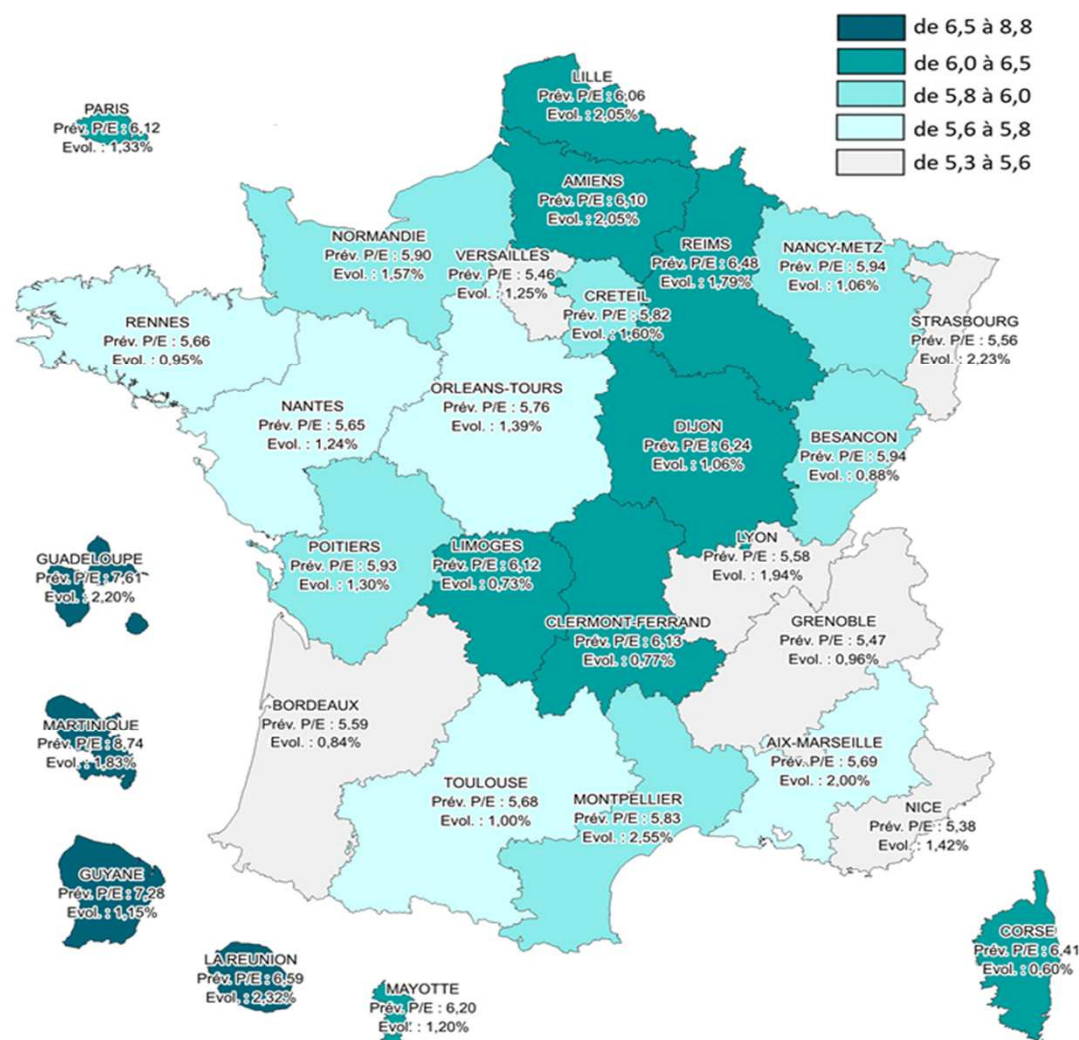 de 6,5 à 8,8
de 6,0 à 6,5
de 5,8 à 6,0
de 5,6 à 5,8
de 5,3 à 5,6
LILLE
Prév. P/E : 6,06
Evol. : 2,05%
PARIS
Prév. P/E : 6,12
Evol. : 1,33%
AMIENS
Prév. P/E : 6,10
Evol. : 2,05%
NORMANDIE
Prév. P/E : 5,90
Evol. : 1,57%
VERSAILLES
Prév. P/E : 5,46
Evol. : 1,25%
REIMS
Prév. P/E : 6,48
Evol. : 1,79%
NANCY-METZ
Prév. P/E : 5,94
Evol. : 1,06%
CRETEIL
Prév. P/E : 5,82
Evol. : 1,60%
STRASBOURG
Prév. P/E : 5,56
Evol. : 2,23%
RENNES
Prév. P/E : 5,66
Evol. : 0,95%
ORLEANS-TOURS
Prév. P/E : 5,76
Evol. : 1,39%
NANTES
Prév. P/E : 5,65
Evol. : 1,24%
DIJON
Prév. P/E : 6,24
Evol. : 1,06%
BESANCON
Prév. P/E : 5,94
Evol. : 0,88%
GUADELOUPE
Prév. P/E : 7,61
Evol. : 2,20%
POITIERS
Prév. P/E : 5,93
Evol. : 1,30%
LIMOGES
Prév. P/E : 6,12
Evol. : 0,73%
LYON
Prév. P/E : 5,58
Evol. : 1,94%
CLERMONT-FERRAND
Prév. P/E : 6,13
Evol. : 0,77%
GRENOBLE
Prév. P/E : 5,47
Evol. : 0,96%
MARTINIQUE
Prév. P/E : 8,74
Evol. : 1,83%
BORDEAUX
Prév. P/E : 5.59
Evol. : 0,84%
AIX-MARSEILLE
Prév. P/E : 5,69
Evol. : 2,00%
TOULOUSE
Prév. P/E : 5,68
Evol. : 1,00%
MONTPELLIER
Prév. P/E : 5,83
Evol. : 2,55%
NICE
Prév. P/E : 5,38
Evol. : 1,42%
GUYANE
Prév. P/E : 7,28
Evol. : 1,15%
LA REUNION
Prév. P/E : 6,59
Evol. : 2,32%
MAYOTTE
Prév. P/E : 6,20
Evol. : 1,20%
CORSE
Prév. P/E : 6,41
Evol. : 0,60%